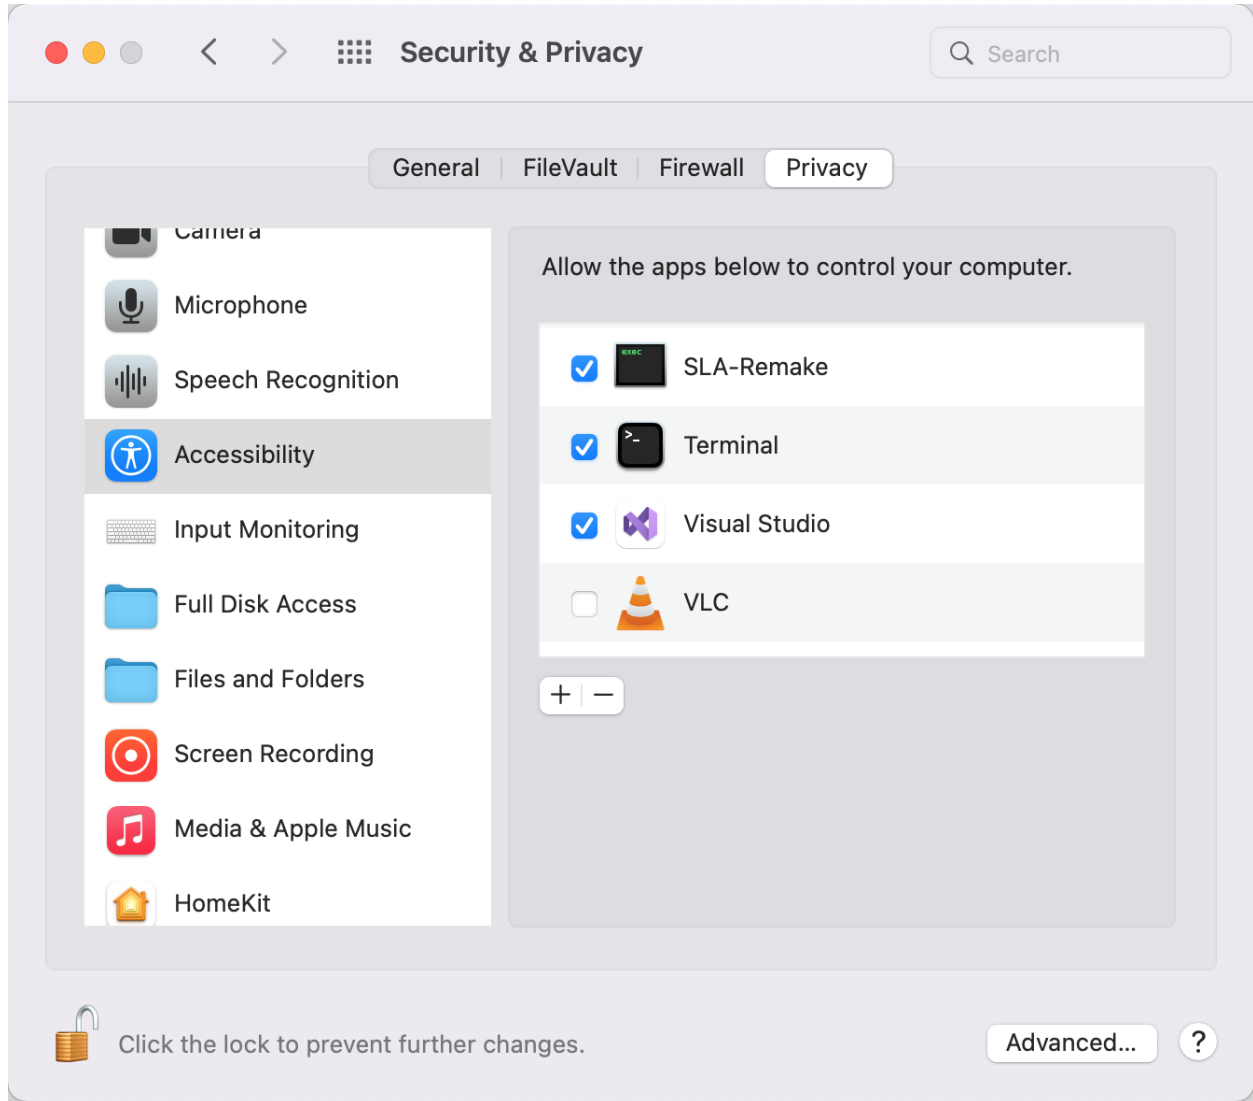 Security & Privacy
Search
General
FileVault
Firewall
Privacy
Camera
Microphone
Speech Recognition
Accessibility
Input Monitoring
Full Disk Access
Files and Folders
Screen Recording
Media & Apple Music
HomeKit
Allow the apps below to control your computer.
exec
SLA-Remake
>_
Terminal
Visual Studio
VLC
+ −
Click the lock to prevent further changes.
Advanced...
?